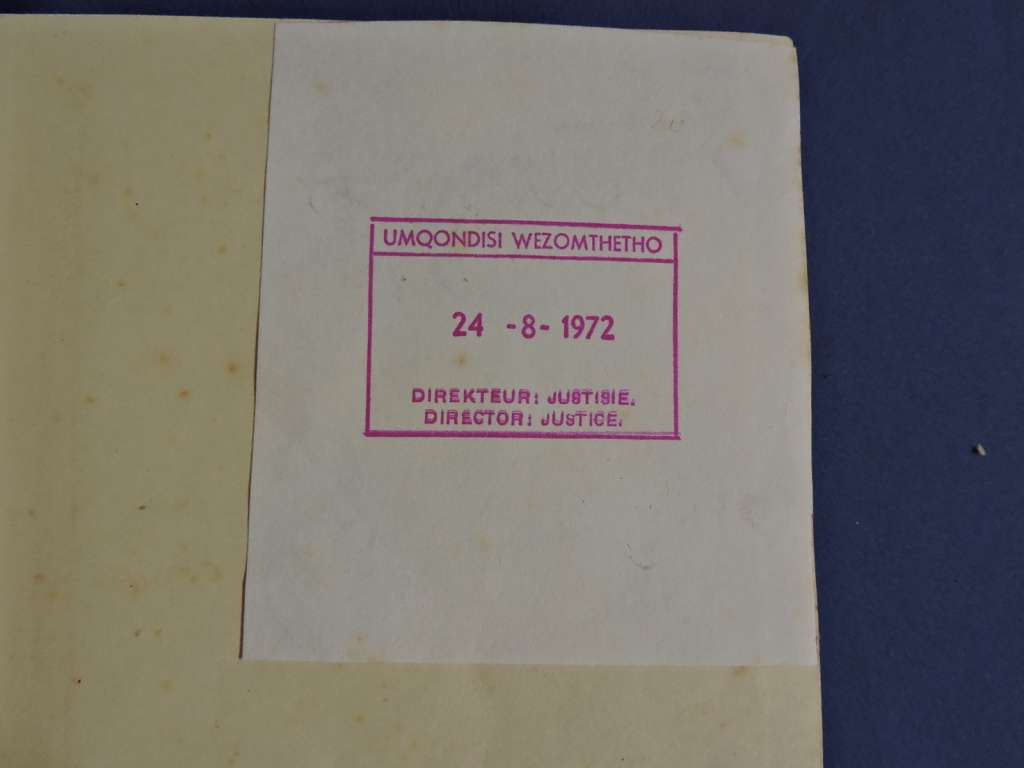 UMQONDISI WEZOMTHETHO
24 -8- 1972
DIREKTEUR: JUSTISIE.
DIRECTOR: JUSTICE.